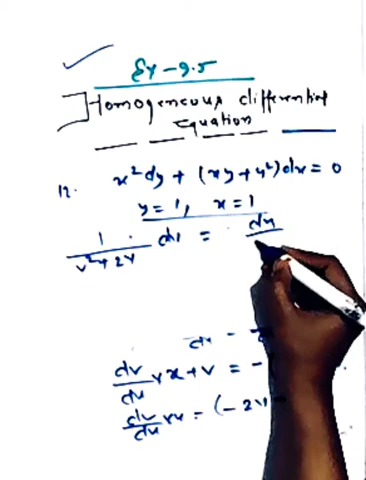 Ex-9.5
Homogeneous differential
Equation
12. x²dy + (xy+y²)dx = 0
y=1, x=1
1/(v²+2v) dv = dx
dv/dx × x + v = -
dv/dx × x = (-2v